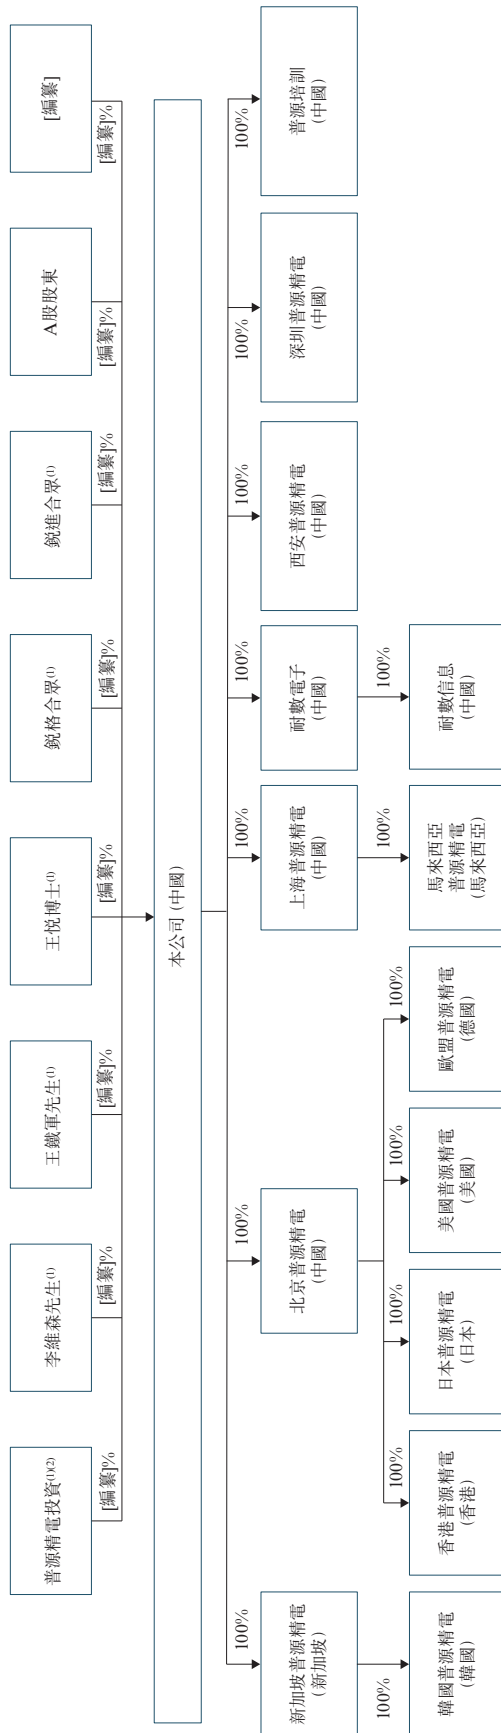 普源精電投資(1)(2)
李維森先生(1)
王鐵軍先生(1)
王悅博士(1)
銳格合眾(1)
銳進合眾(1)
A股股東
[編纂]
[編纂]%
[編纂]%
[編纂]%
[編纂]%
[編纂]%
[編纂]%
[編纂]%
[編纂]%
本公司 (中國)
100%
100%
100%
100%
100%
100%
100%
新加坡普源精電
(新加坡)
北京普源精電
(中國)
上海普源精電
(中國)
耐數電子
(中國)
西安普源精電
(中國)
深圳普源精電
(中國)
普源培訓
(中國)
100%
100%
100%
100%
100%
100%
100%
韓國普源精電
(韓國)
香港普源精電
(香港)
日本普源精電
(日本)
美國普源精電
(美國)
歐盟普源精電
(德國)
馬來西亞
普源精電
(馬來西亞)
耐數信息
(中國)